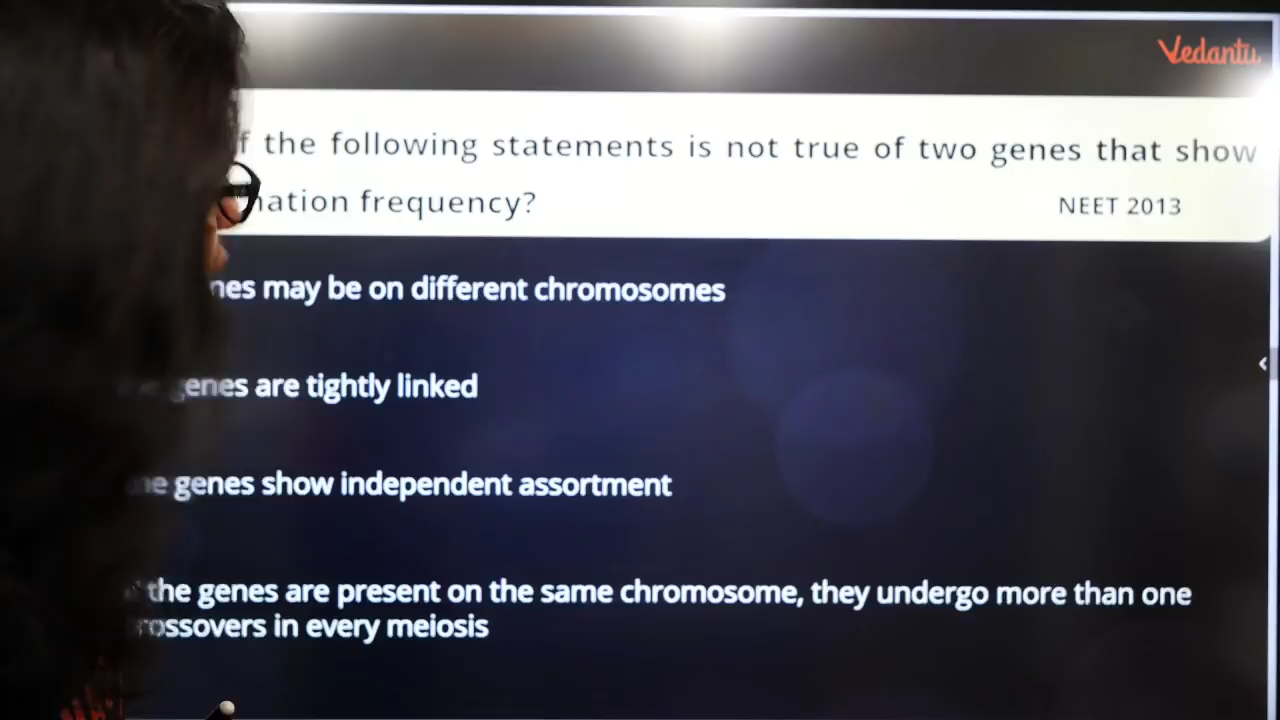 Vedantu
f the following statements is not true of two genes that show
nation frequency?
NEET 2013
nes may be on different chromosomes
genes are tightly linked
genes show independent assortment
the genes are present on the same chromosome, they undergo more than one
rossovers in every meiosis